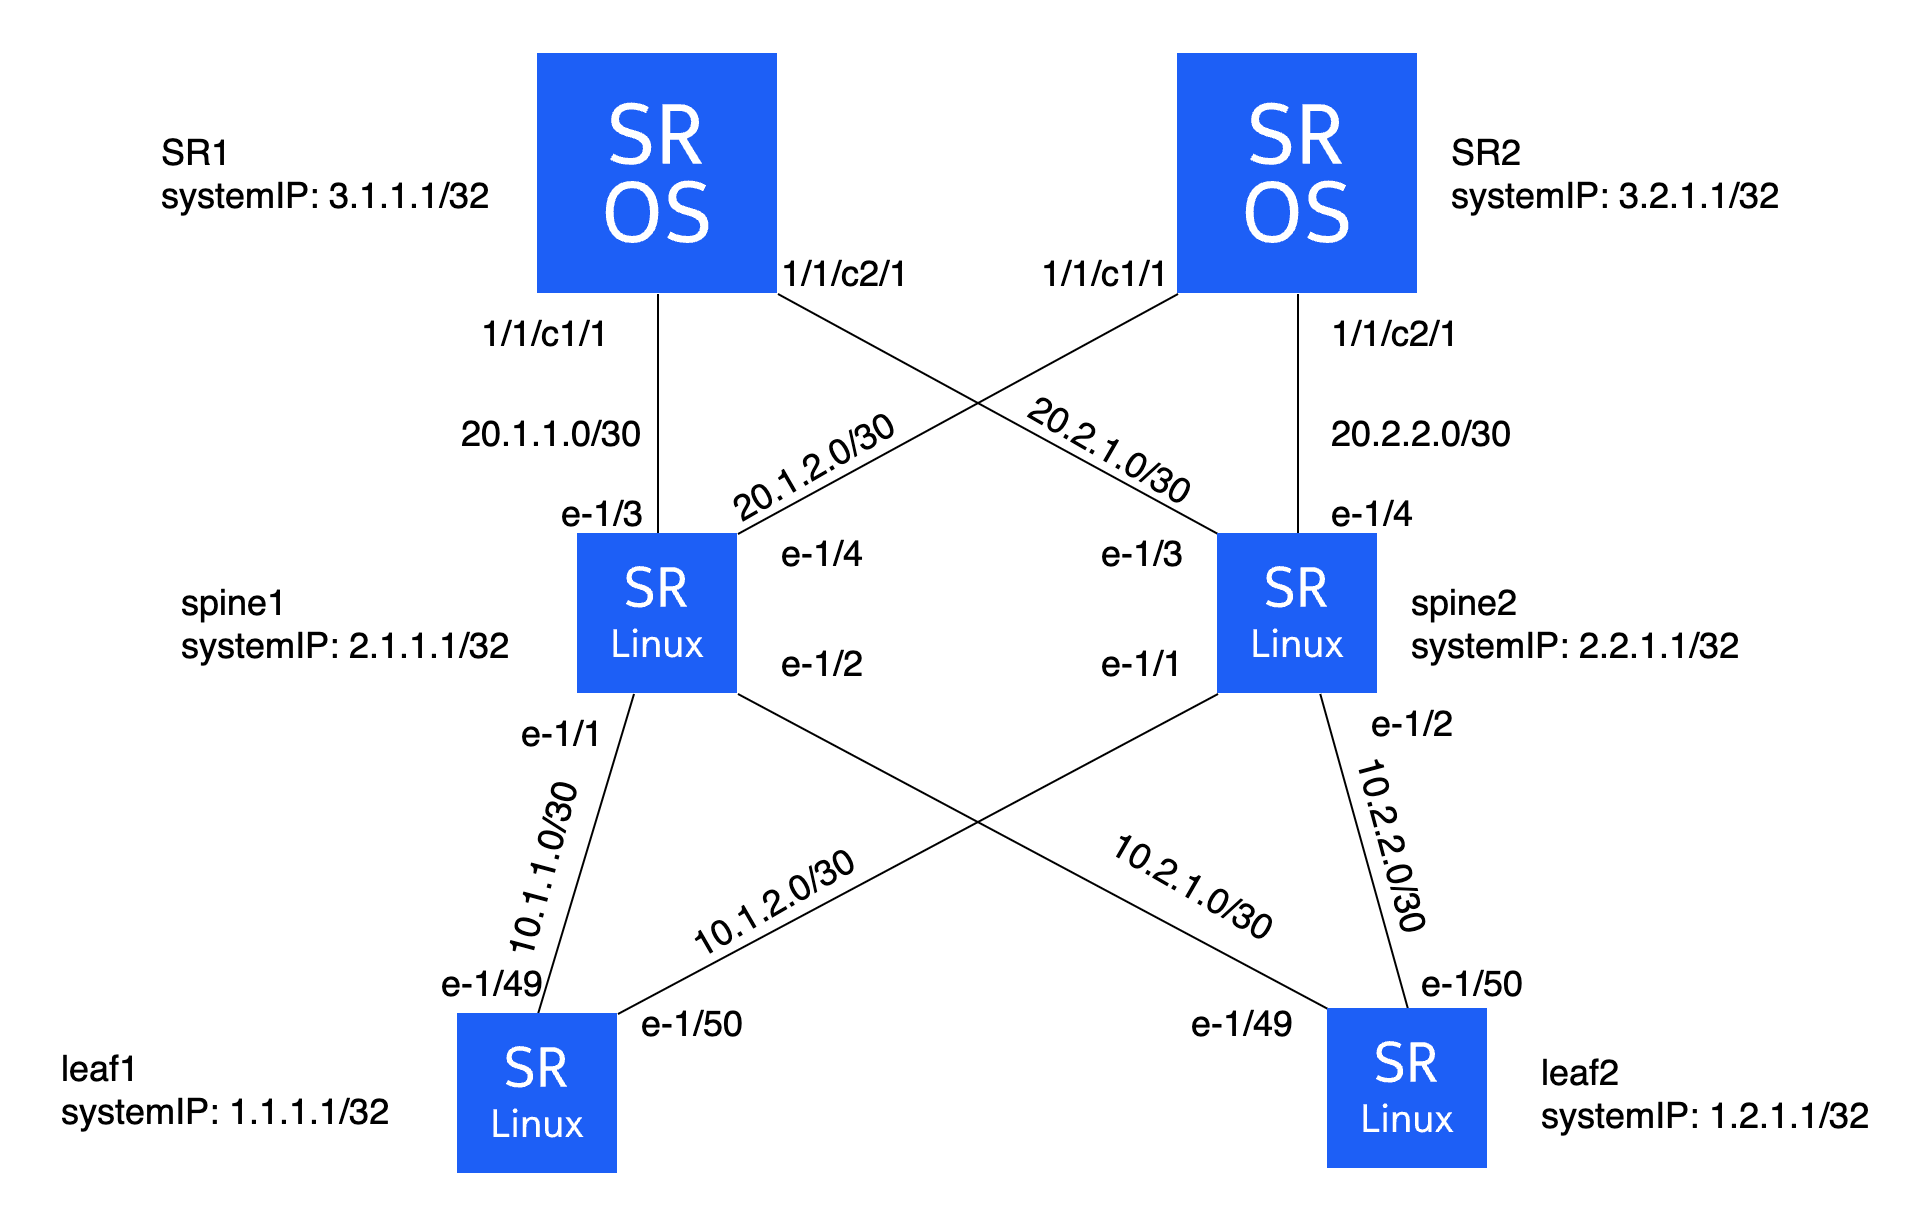 SR
OS
SR
OS
SR1
systemIP: 3.1.1.1/32
SR2
systemIP: 3.2.1.1/32
1/1/c2/1
1/1/c1/1
1/1/c1/1
1/1/c2/1
20.1.1.0/30
20.1.2.0/30
20.2.1.0/30
20.2.2.0/30
e-1/3
e-1/4
e-1/4
e-1/3
SR
Linux
SR
Linux
spine1
systemIP: 2.1.1.1/32
spine2
systemIP: 2.2.1.1/32
e-1/2
e-1/1
e-1/1
e-1/2
10.1.1.0/30
10.1.2.0/30
10.2.1.0/30
10.2.2.0/30
e-1/49
e-1/50
e-1/50
e-1/49
SR
Linux
SR
Linux
leaf1
systemIP: 1.1.1.1/32
leaf2
systemIP: 1.2.1.1/32